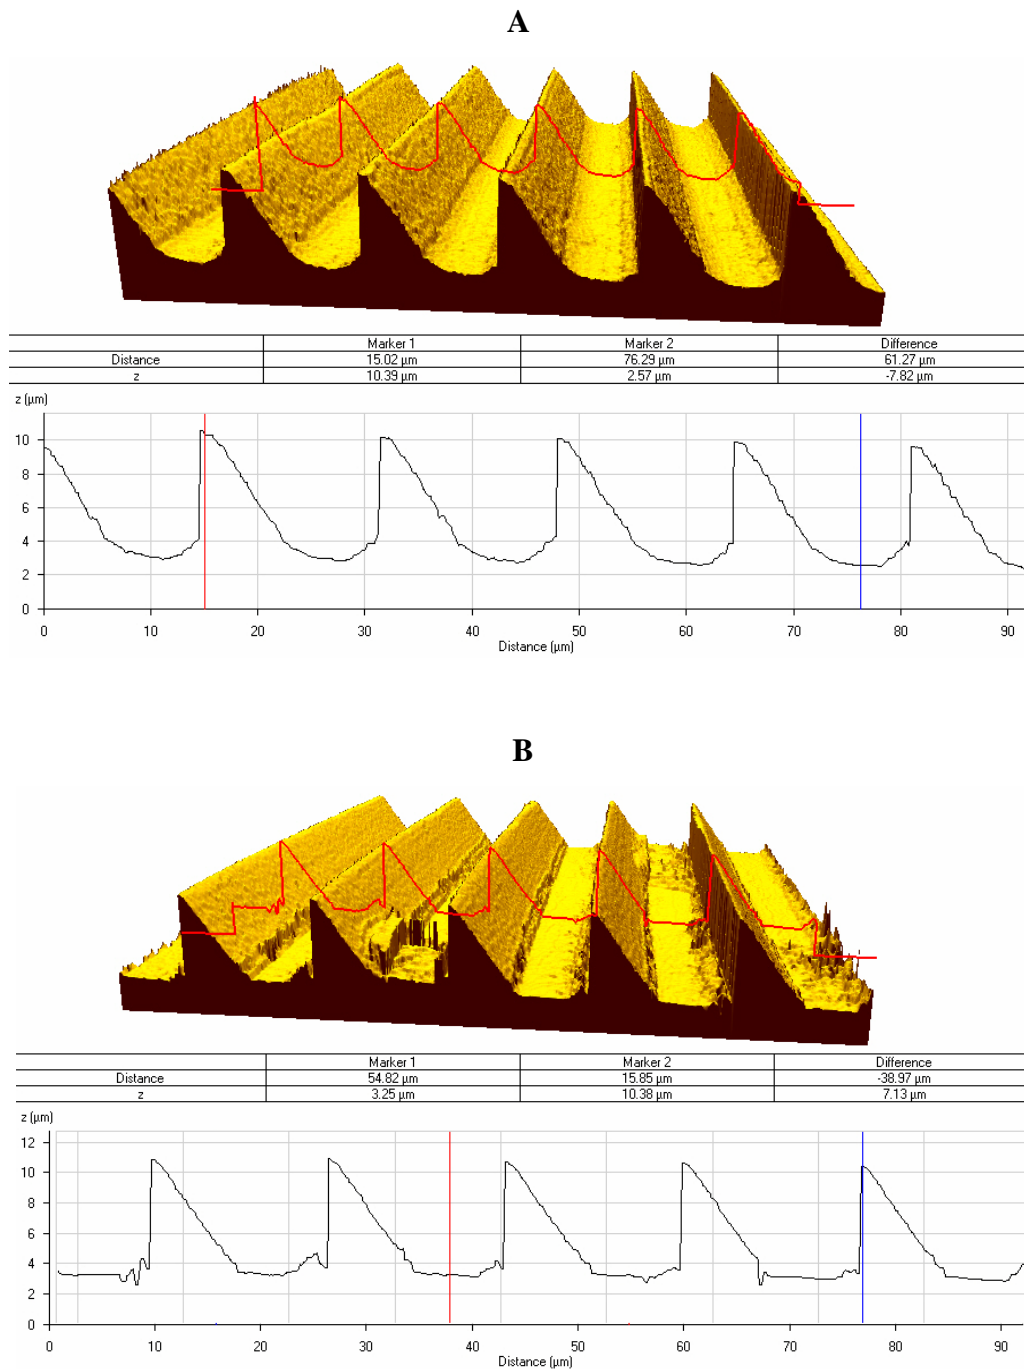 A
Marker 1 Marker 2 Difference
Distance 15.02 µm 76.29 µm 61.27 µm
z 10.39 µm 2.57 µm -7.82 µm
z (µm)
10
8
6
4
2
0
0 10 20 30 40 50 60 70 80 90
Distance (µm)
B
Marker 1 Marker 2 Difference
Distance 54.82 µm 15.85 µm -38.97 µm
z 3.25 µm 10.38 µm 7.13 µm
z (µm)
12
10
8
6
4
2
0
0 10 20 30 40 50 60 70 80 90
Distance (µm)